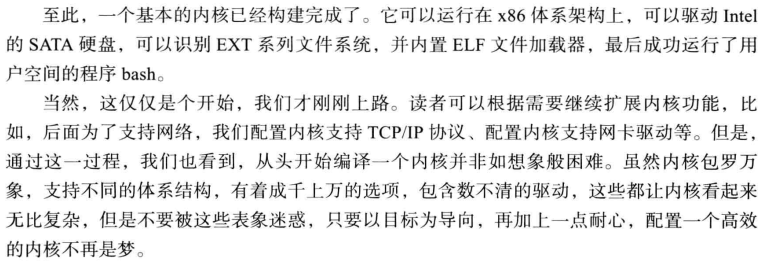 至此，一个基本的内核已经构建完成了。它可以运行在 x86 体系架构上，可以驱动 Intel
的 SATA 硬盘，可以识别 EXT 系列文件系统，并内置 ELF 文件加载器，最后成功运行了用
户空间的程序 bash。
当然，这仅仅是个开始，我们才刚刚上路。读者可以根据需要继续扩展内核功能，比
如，后面为了支持网络，我们配置内核支持 TCP/IP 协议、配置内核支持网卡驱动等。但是，
通过这一过程，我们也看到，从头开始编译一个内核并非如想象般困难。虽然内核包罗万
象，支持不同的体系结构，有着成千上万的选项，包含数不清的驱动，这些都让内核看起来
无比复杂，但是不要被这些表象迷惑，只要以目标为导向，再加上一点耐心，配置一个高效
的内核不再是梦。